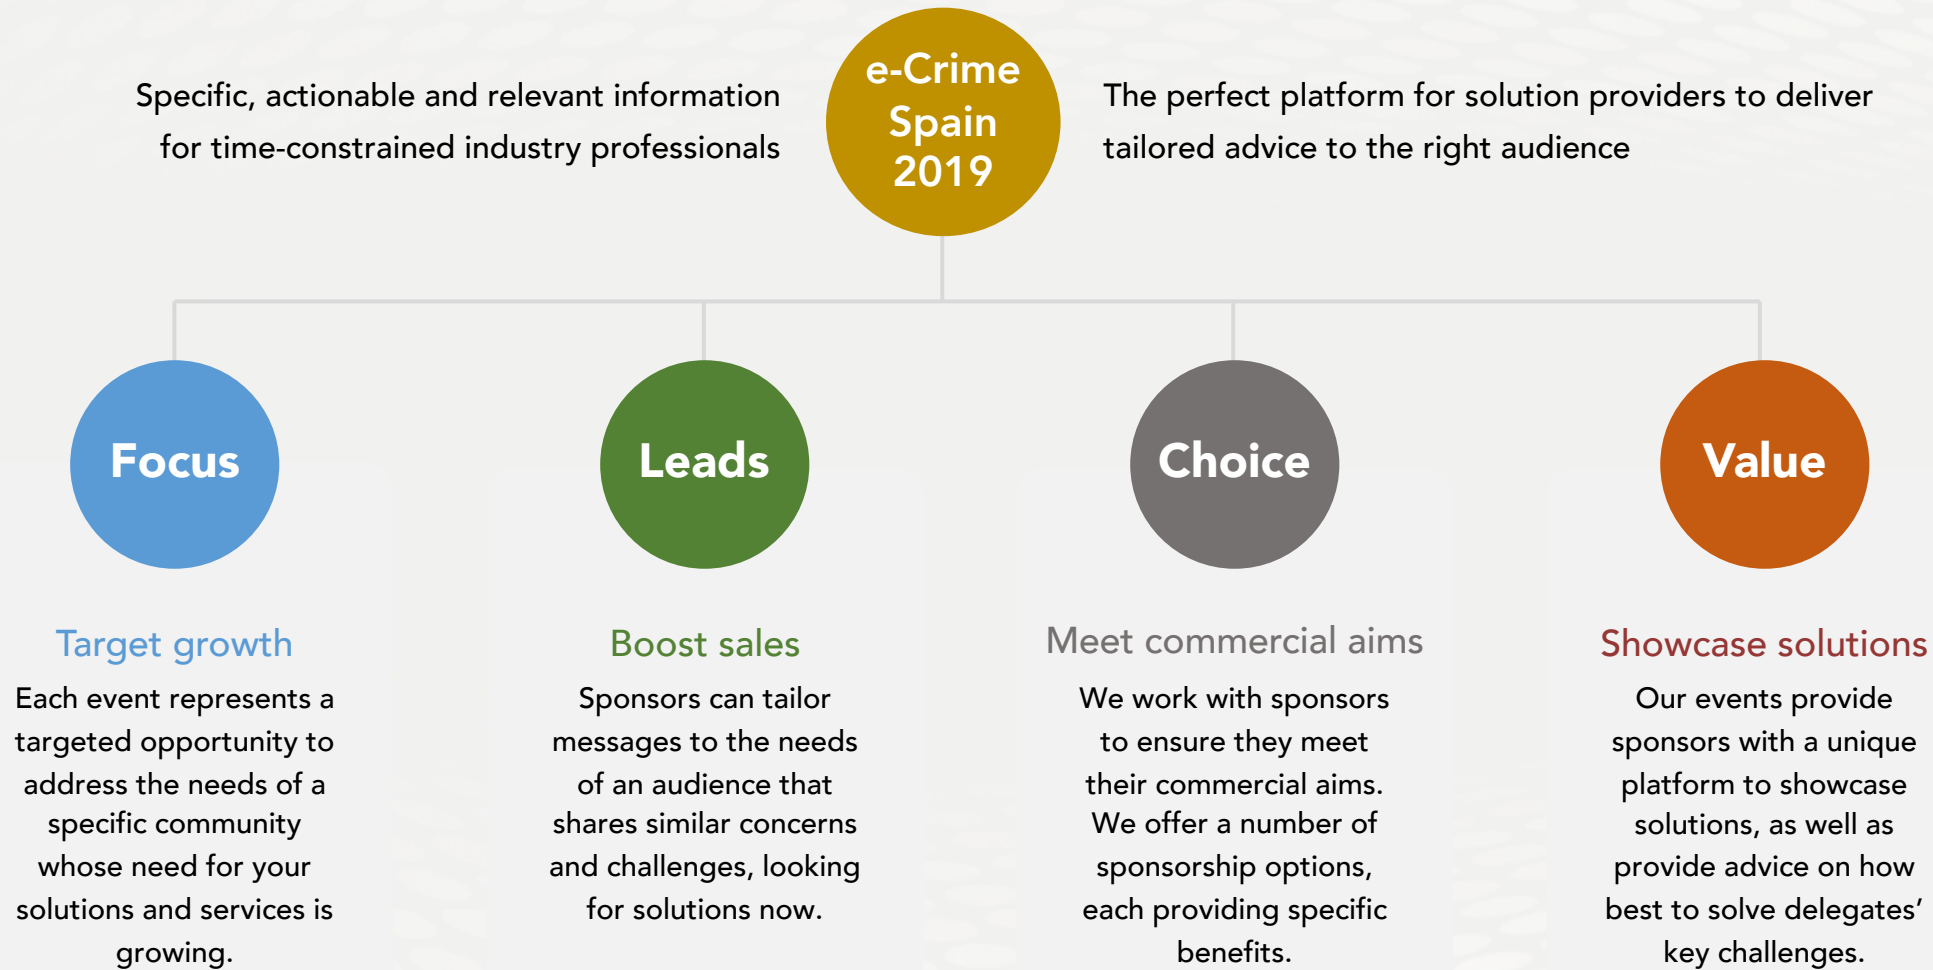 Specific, actionable and relevant information
for time-constrained industry professionals
e-Crime
Spain
2019
The perfect platform for solution providers to deliver
tailored advice to the right audience
Focus
Leads
Choice
Value
Target growth
Each event represents a
targeted opportunity to
address the needs of a
specific community
whose need for your
solutions and services is
growing.
Boost sales
Sponsors can tailor
messages to the needs
of an audience that
shares similar concerns
and challenges, looking
for solutions now.
Meet commercial aims
We work with sponsors
to ensure they meet
their commercial aims.
We offer a number of
sponsorship options,
each providing specific
benefits.
Showcase solutions
Our events provide
sponsors with a unique
platform to showcase
solutions, as well as
provide advice on how
best to solve delegates’
key challenges.